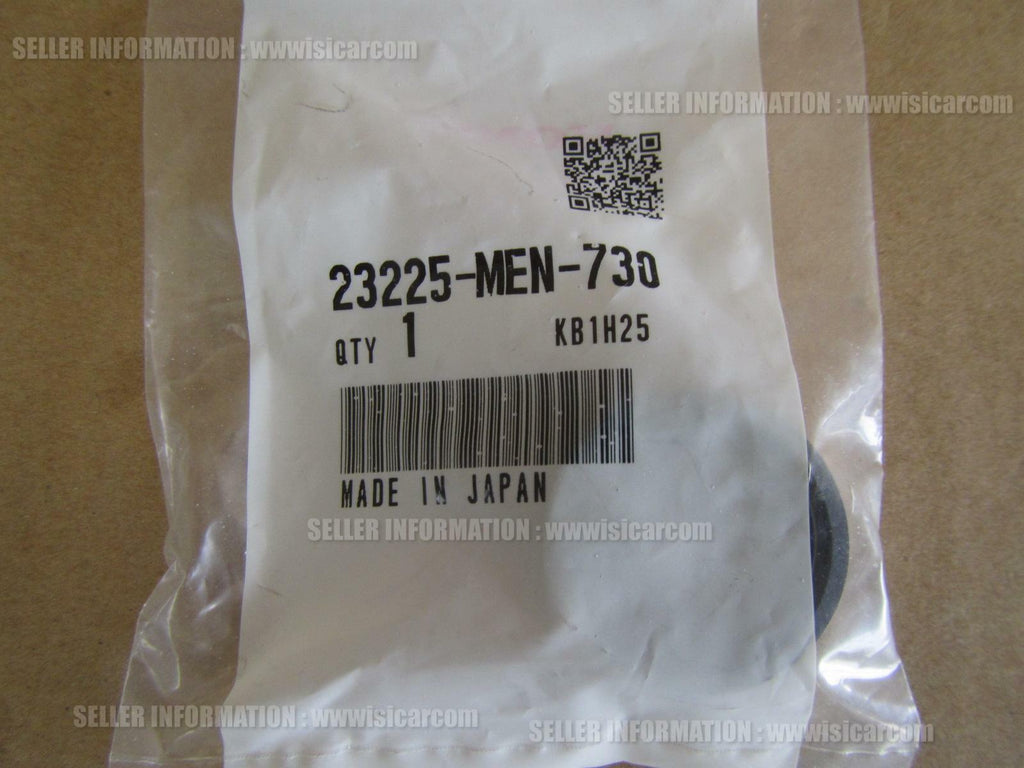 SELLER INFORMATION : wwwisicarcom
SELLER INFORMATION : wwwisicarcom
23225-MEN-730
QTY 1 KB1H25
MADE IN JAPAN
SELLER INFORMATION : wwwisicarcom
SELLER INFORMATION : wwwisicarcom
SELLER INFORMATION : wwwisicarcom